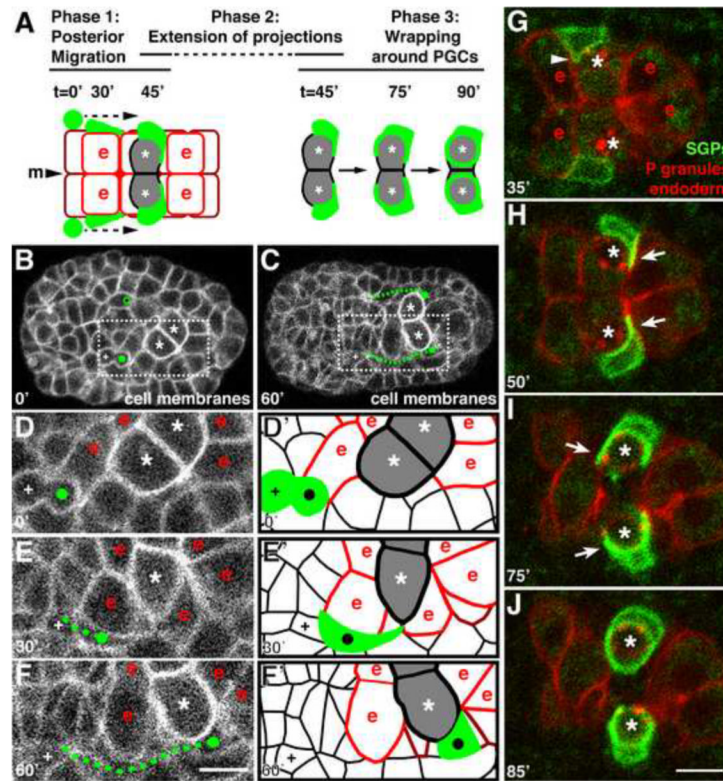 A
Phase 1:
Posterior
Migration
Phase 2:
Extension of projections
Phase 3:
Wrapping
around PGCs
t=0' 30' 45'
t=45' 75' 90'
e e e
m
* *
* * *
* * *
e e e
B
* *
+
0'
cell membranes
C
* *
+
60'
cell membranes
D
e * e
* e
+
0'
D'
e * e
* e
+
0'
E
e e
* e
e
+
30'
E'
e
* e
e
+
30'
F
e
e *
+
60'
F'
e
e *
+
60'
G
* e
e e
e *
SGPs
P granules
endoderm
35'
H
*
*
50'
I
*
*
75'
J
*
*
85'